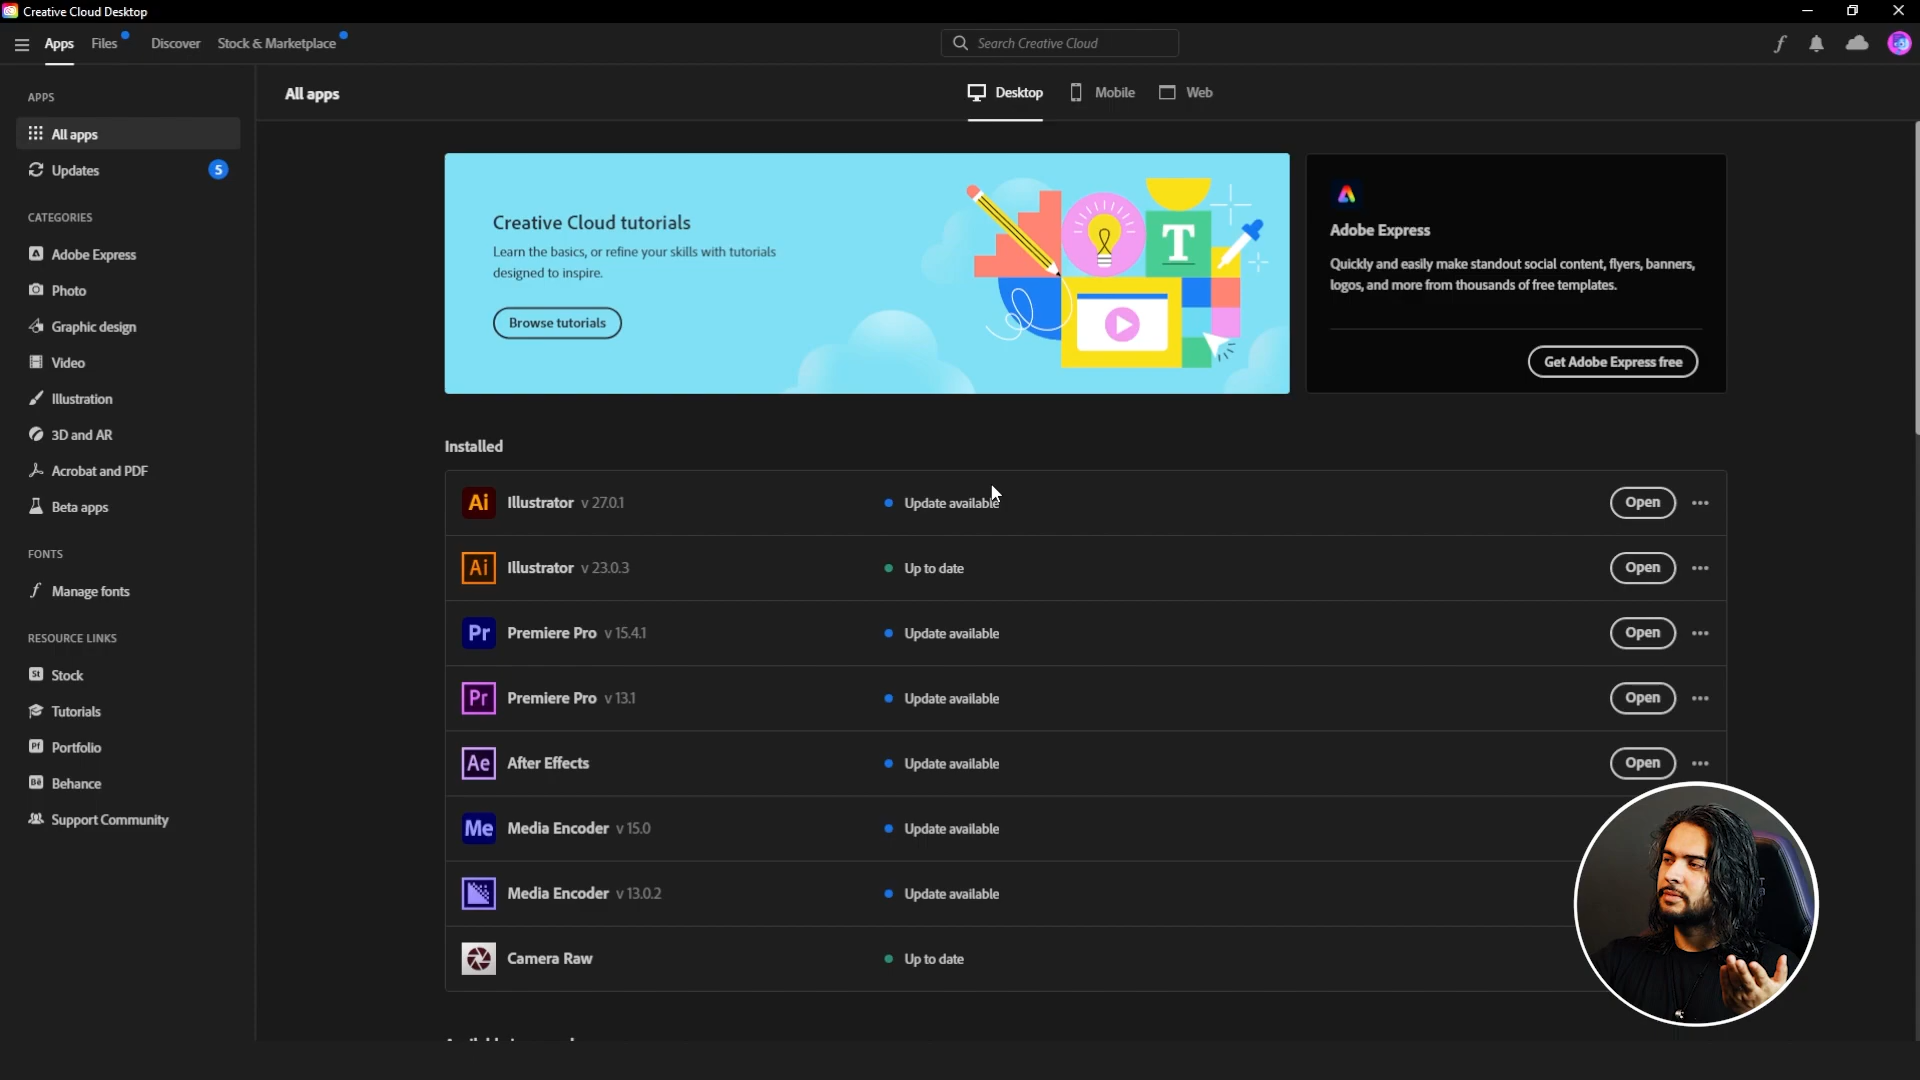 Creative Cloud Desktop
Apps
Files
Discover
Stock & Marketplace
Search Creative Cloud
All apps
Desktop
Mobile
Web
APPS
All apps
Updates
5
CATEGORIES
Adobe Express
Photo
Graphic design
Video
Illustration
3D and AR
Acrobat and PDF
Beta apps
FONTS
Manage fonts
RESOURCE LINKS
St Stock
Tutorials
Pf Portfolio
Bē Behance
Support Community
Creative Cloud tutorials
Learn the basics, or refine your skills with tutorials
designed to inspire.
Browse tutorials
T
Adobe Express
Quickly and easily make standout social content, flyers, banners,
logos, and more from thousands of free templates.
Get Adobe Express free
Installed
Ai Illustrator v 27.0.1 Update available Open
Ai Illustrator v 23.0.3 Up to date Open
Pr Premiere Pro v 15.4.1 Update available Open
Pr Premiere Pro v 13.1 Update available Open
Ae After Effects Update available Open
Me Media Encoder v 15.0 Update available
Media Encoder v 13.0.2 Update available
Camera Raw Up to date